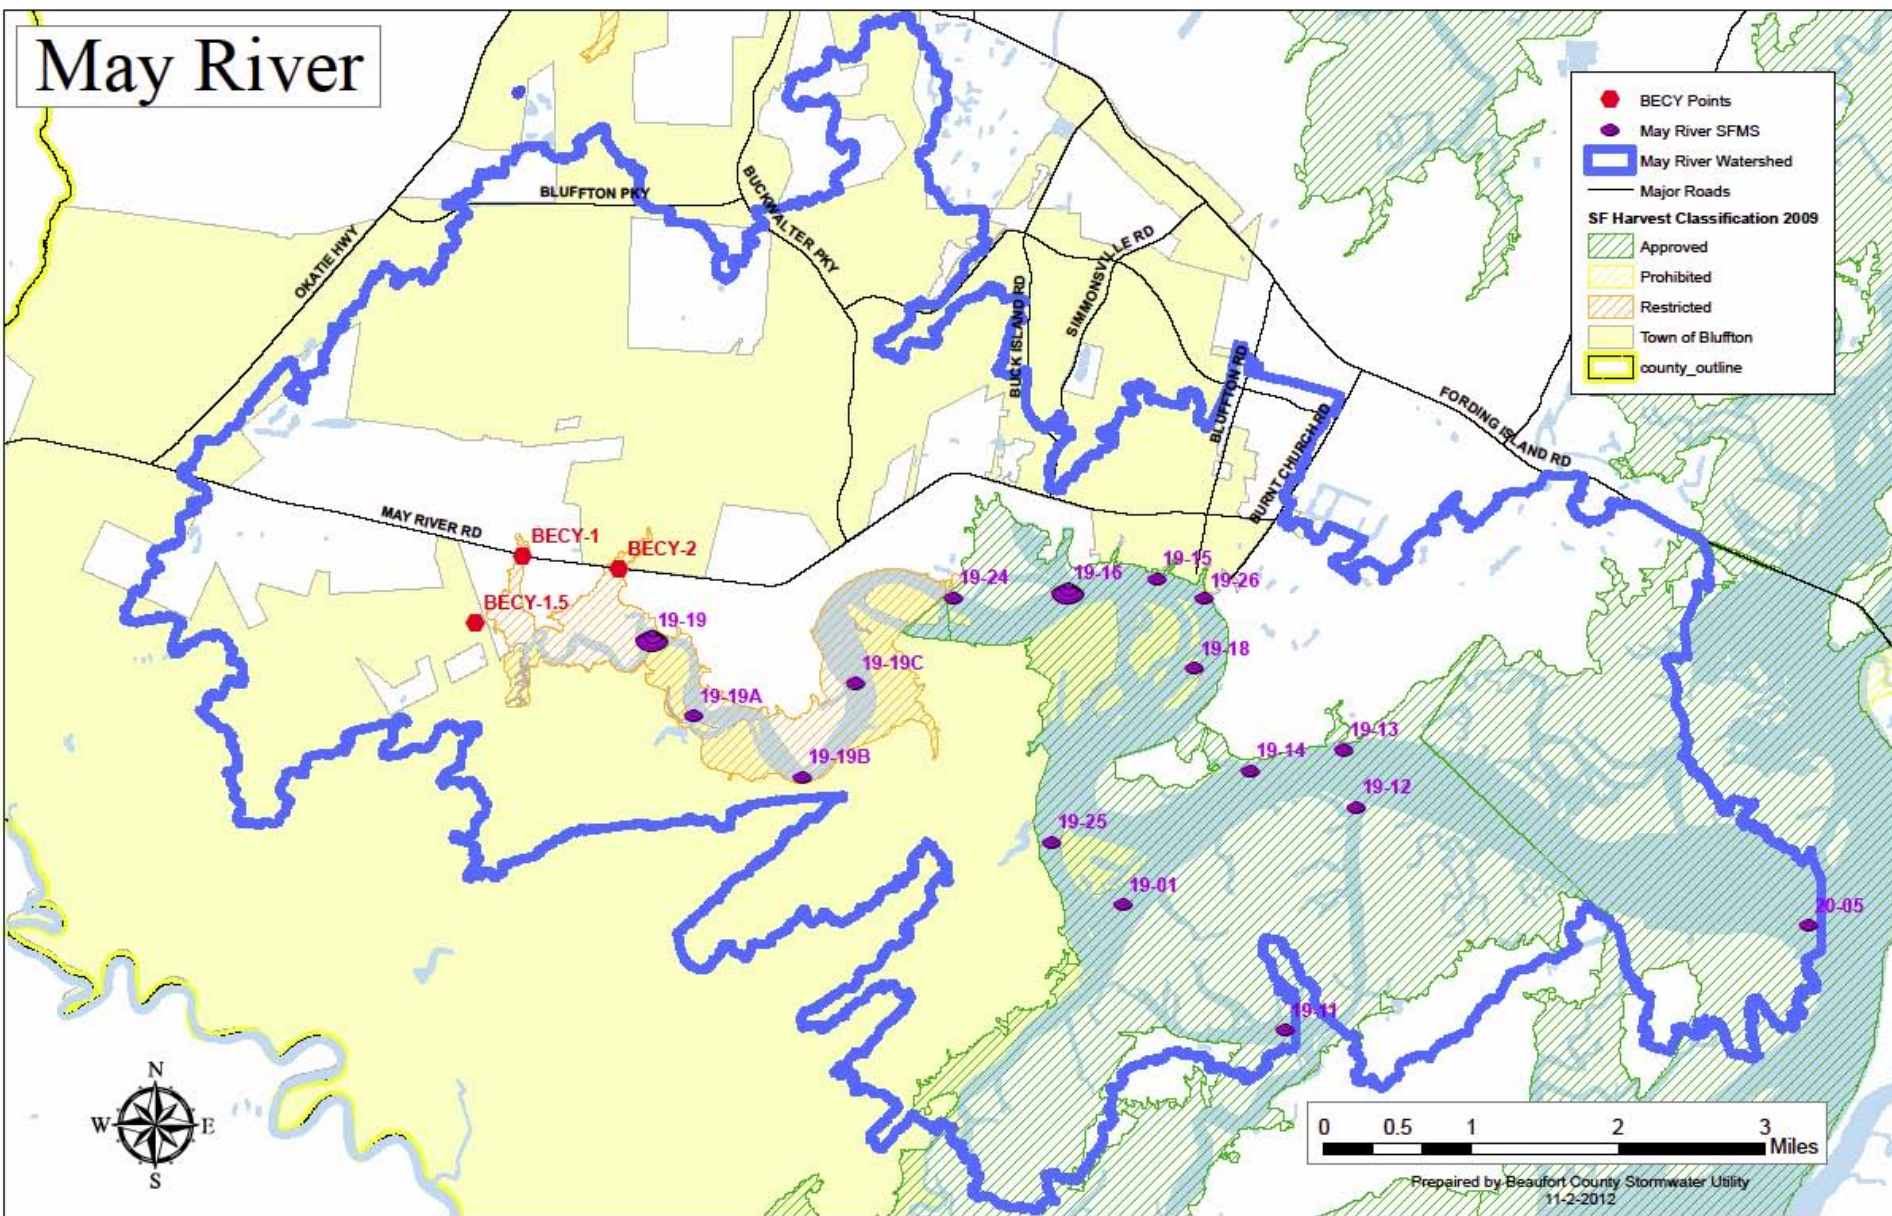 May River
BECY Points
May River SFMS
May River Watershed
Major Roads
SF Harvest Classification 2009
Approved
Prohibited
Restricted
Town of Bluffton
county_outline
BLUFFTON PKY
BUCKWALTER PKY
OKATIE HWY
SIMMONSVILLE RD
BUCK ISLAND RD
BLUFFTON RD
BURNT CHURCH RD
FORDING ISLAND RD
MAY RIVER RD
BECY-1
BECY-2
BECY-1.5
19-19
19-19A
19-19B
19-19C
19-24
19-16
19-15
19-26
19-18
19-14
19-13
19-12
19-25
19-01
19-11
20-05
N
W
E
S
0 0.5 1 2 3
Miles
Prepaired by Beaufort County Stormwater Utility
11-2-2012